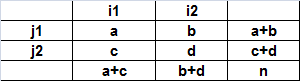 i1 i2
j1 a b a+b
j2 c d c+d
a+c b+d n